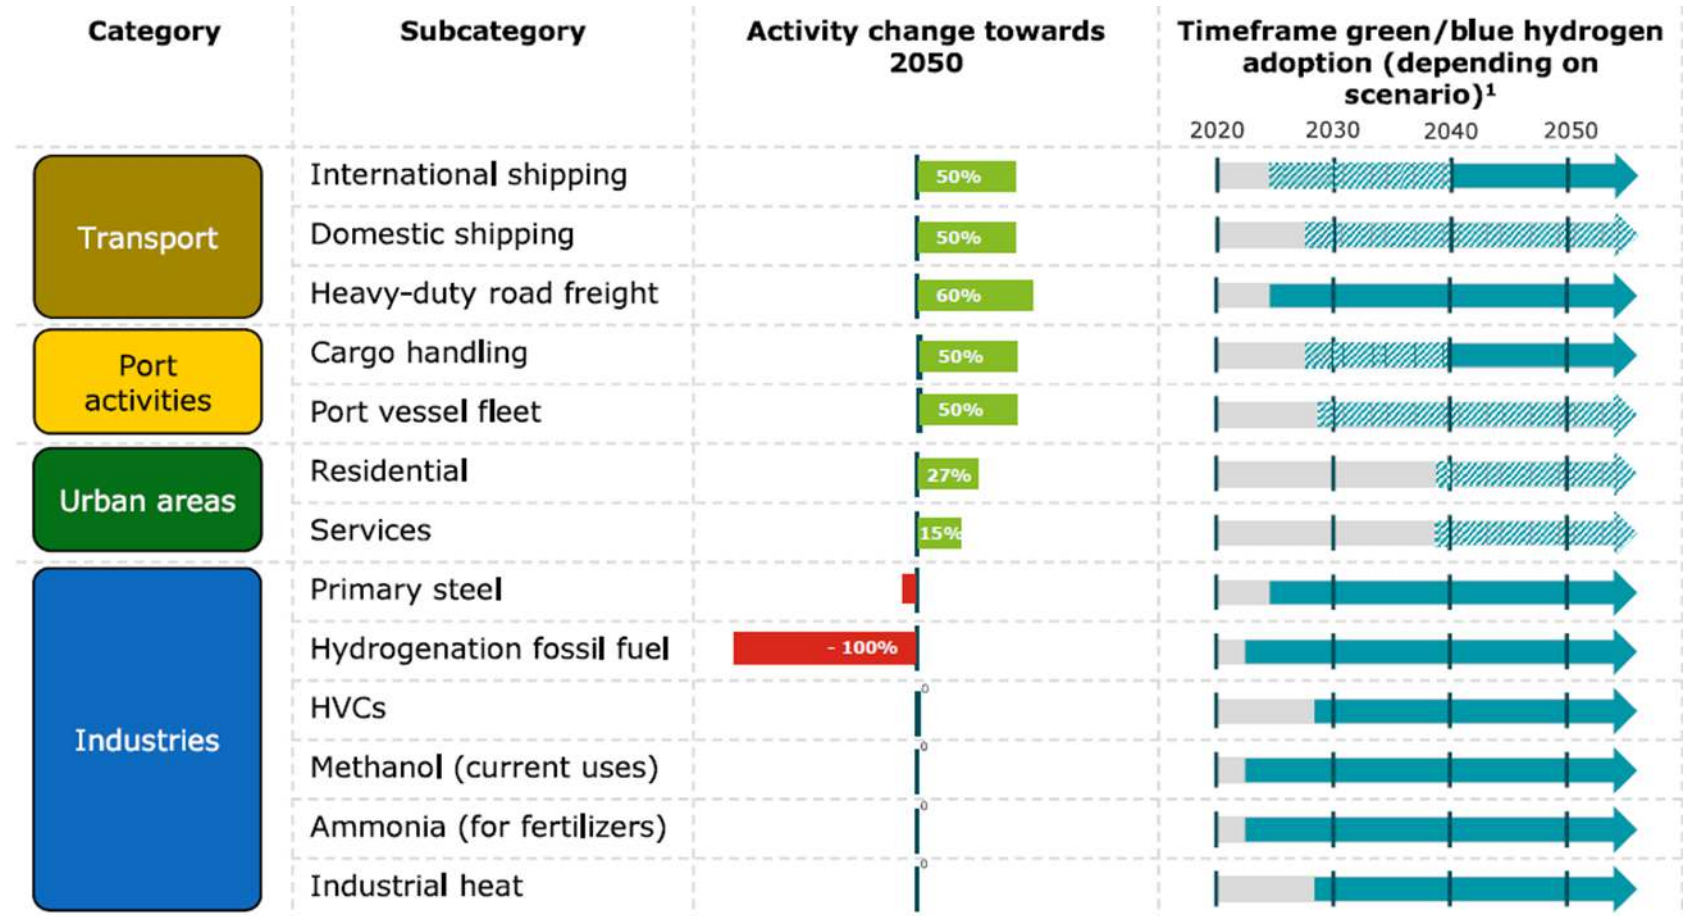 Category
Subcategory
Activity change towards
2050
Timeframe green/blue hydrogen
adoption (depending on
scenario)¹
2020 2030 2040 2050
Transport
International shipping
50%
Domestic shipping
50%
Heavy-duty road freight
60%
Port
activities
Cargo handling
50%
Port vessel fleet
50%
Urban areas
Residential
27%
Services
15%
Industries
Primary steel
Hydrogenation fossil fuel
- 100%
HVCs
0
Methanol (current uses)
0
Ammonia (for fertilizers)
0
Industrial heat
0